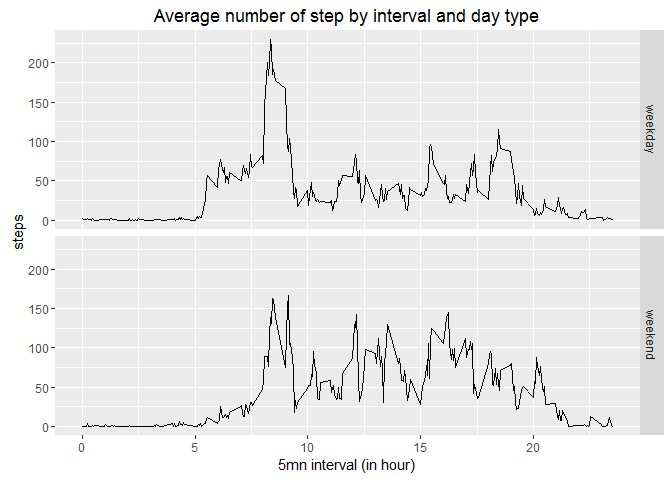 Average number of step by interval and day type
200
150
100
50
0
weekday
steps
200
150
100
50
0
weekend
0 5 10 15 20
5mn interval (in hour)